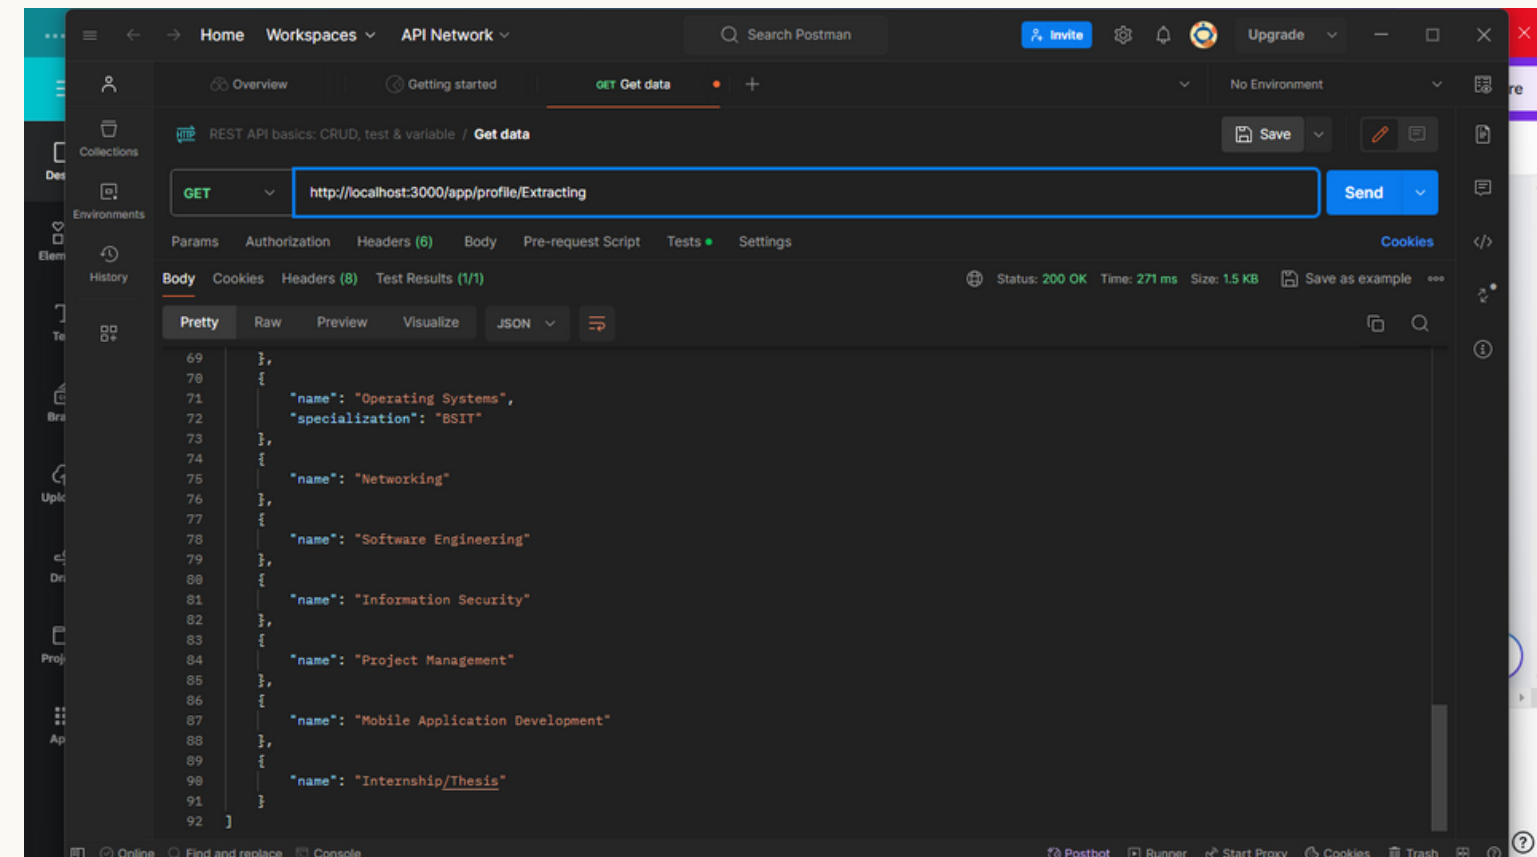 Home Workspaces API Network Search Postman Invite Upgrade
re
Overview Getting started GET Get data + No Environment
HTTP REST API basics: CRUD, test & variable / Get data Save
Collections
GET http://localhost:3000/app/profile/Extracting Send
Environments
Params Authorization Headers (6) Body Pre-request Script Tests Settings Cookies </>
History
Body Cookies Headers (8) Test Results (1/1) Status: 200 OK Time: 271 ms Size: 1.5 KB Save as example
Pretty Raw Preview Visualize JSON
69 },
70 {
71 "name": "Operating Systems",
72 "specialization": "BSIT"
73 },
74 {
75 "name": "Networking"
76 },
77 {
78 "name": "Software Engineering"
79 },
80 {
81 "name": "Information Security"
82 },
83 {
84 "name": "Project Management"
85 },
86 {
87 "name": "Mobile Application Development"
88 },
89 {
90 "name": "Internship/Thesis"
91 }
92 ]
Online Find and replace Console Postbot Runner Start Proxy Cookies Trash